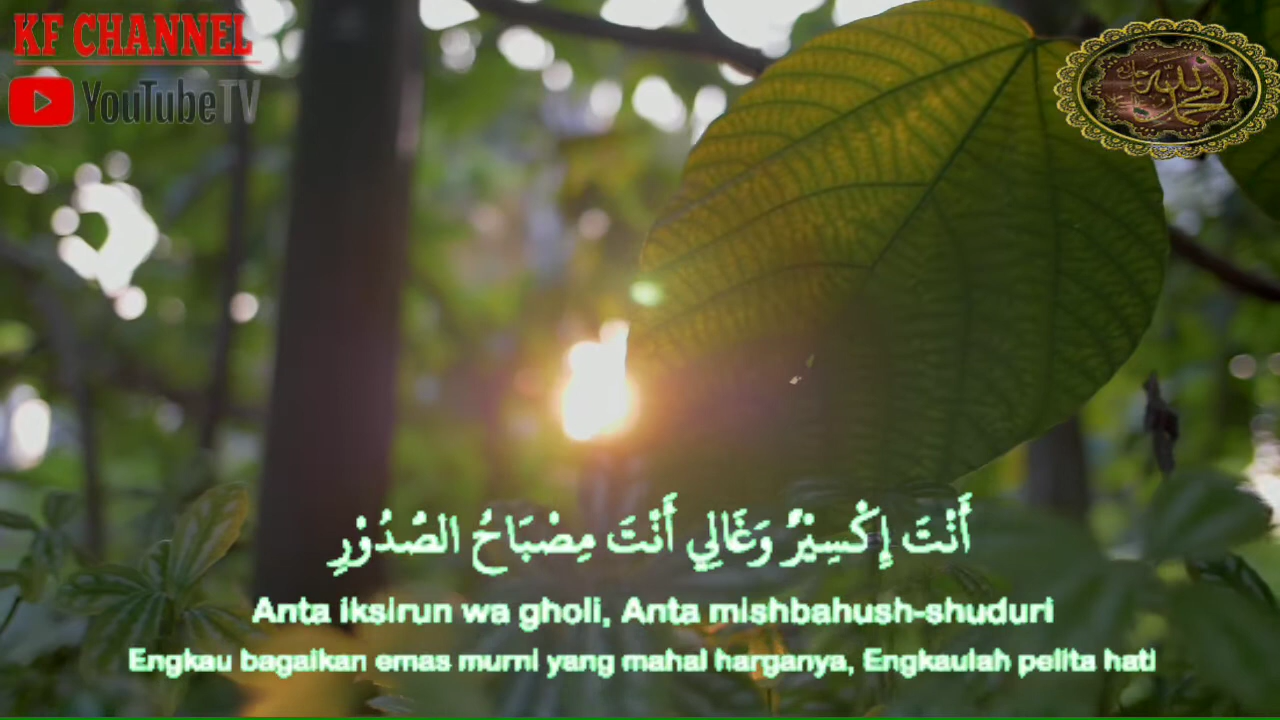 KF CHANNEL
YouTubeTV
أَنْتَ إِكْسِيْرٌ وَغَالِي أَنْتَ مِصْبَاحُ الصُّدُوْرِ
Anta iksirun wa gholi, Anta mishbahush-shuduri
Engkau bagaikan emas murni yang mahal harganya, Engkaulah pelita hati